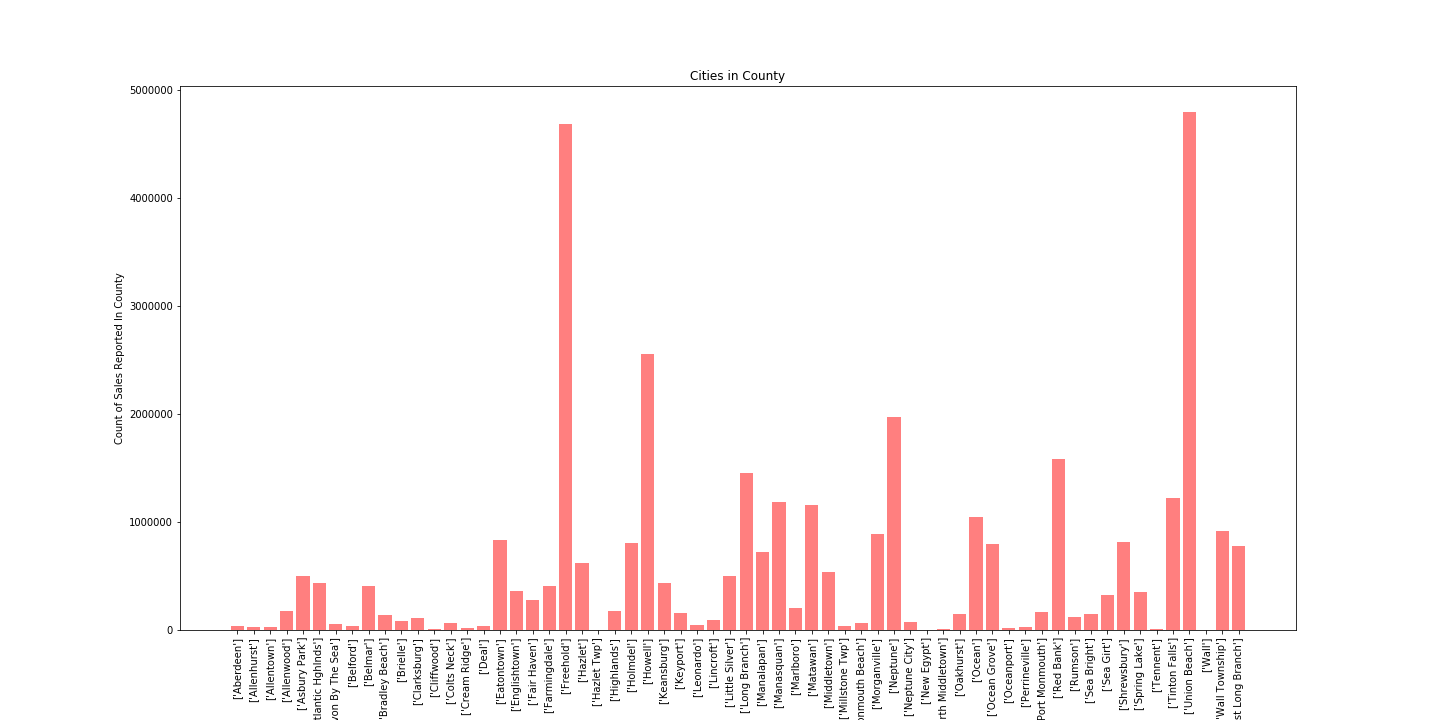 Cities in County
Count of Sales Reported In County
5000000
4000000
3000000
2000000
1000000
0
['Aberdeen']
['Allenhurst']
['Allentown']
['Allenwood']
['Asbury Park']
tlantic Hghlnds']
von By The Sea']
['Belford']
['Belmar']
['Bradley Beach']
['Brielle']
['Clarksburg']
['Cliffwood']
['Colts Neck']
['Cream Ridge']
['Deal']
['Eatontown']
['Englishtown']
['Fair Haven']
['Farmingdale']
['Freehold']
['Hazlet']
['Hazlet Twp']
['Highlands']
['Holmdel']
['Howell']
['Keansburg']
['Keyport']
['Leonardo']
['Lincroft']
['Little Silver']
['Long Branch']
['Manalapan']
['Manasquan']
['Marlboro']
['Matawan']
['Middletown']
['Millstone Twp']
onmouth Beach']
['Morganville']
['Neptune']
['Neptune City']
['New Egypt']
rth Middletown']
['Oakhurst']
['Ocean']
['Ocean Grove']
['Oceanport']
['Perrineville']
Port Monmouth']
['Red Bank']
['Rumson']
['Sea Bright']
['Sea Girt']
['Shrewsbury']
['Spring Lake']
['Tennent']
['Tinton Falls']
['Union Beach']
['Wall']
'Wall Township']
st Long Branch']